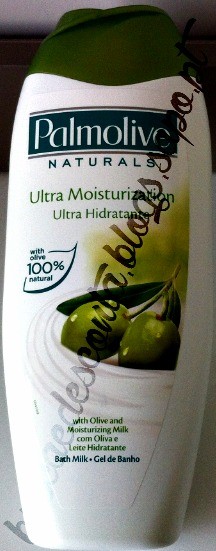 Palmolive
NATURALS
Ultra Moisturization
Ultra Hidratante
with
olive
100%
natural
with Olive and
Moisturizing Milk
com Oliva e
Leite Hidratante
Bath Milk • Gel de Banho